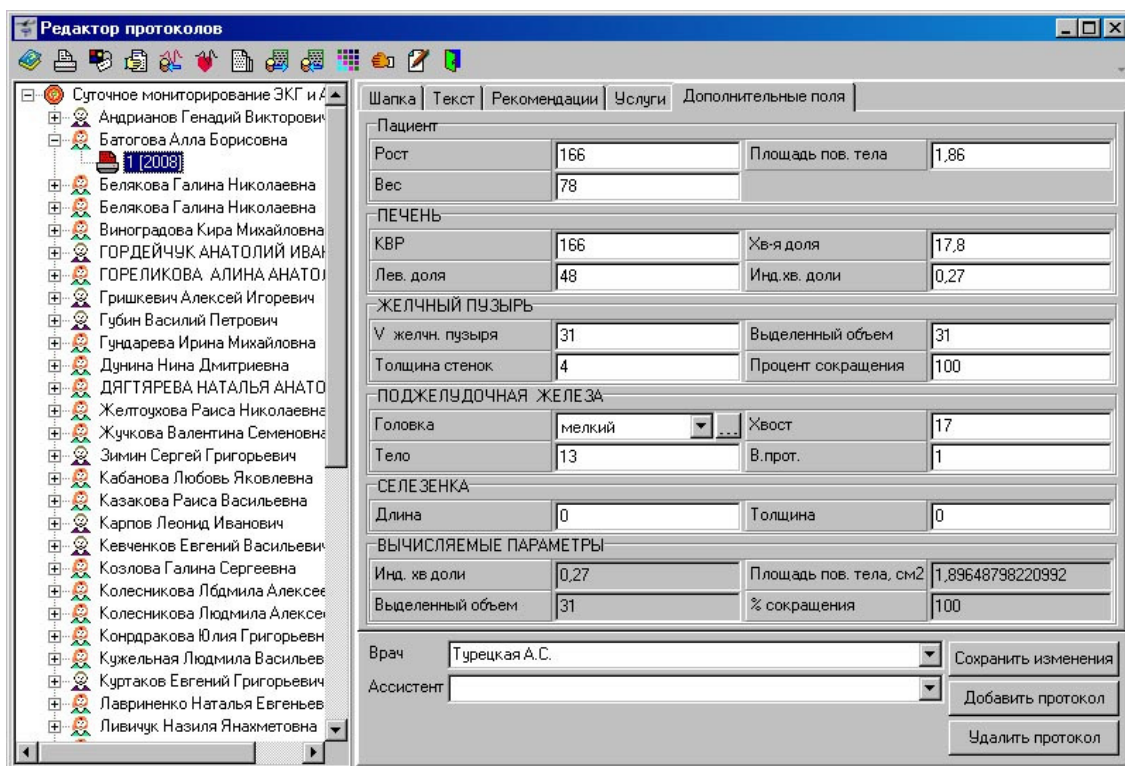 Редактор протоколов
Суточное мониторирование ЭКГ и А
Андрианов Генадий Викторович
Батогова Алла Борисовна
1 [2008]
Белякова Галина Николаевна
Белякова Галина Николаевна
Виноградова Кира Михайловна
ГОРДЕЙЧУК АНАТОЛИЙ ИВАН
ГОРЕЛИКОВА АЛИНА АНАТОЛ
Гришкевич Алексей Игоревич
Губин Василий Петрович
Гундарева Ирина Михайловна
Дунина Нина Дмитриевна
ДЯГТЯРЕВА НАТАЛЬЯ АНАТО
Желтоухова Раиса Николаевна
Жучкова Валентина Семеновна
Зимин Сергей Григорьевич
Кабанова Любовь Яковлевна
Казакова Раиса Васильевна
Карпов Леонид Иванович
Кевченков Евгений Васильевич
Козлова Галина Сергеевна
Колесникова Лбдмила Алексее
Колесникова Людмила Алексе
Конрдракова Юлия Григорьевн
Кужельная Людмила Васильев
Куртаков Евгений Григорьевич
Лавриненко Наталья Евгеньев
Ливичук Назиля Янахметовна
Шапка Текст Рекомендации Услуги Дополнительные поля
Пациент
Рост 166 Площадь пов. тела 1,86
Вес 78
ПЕЧЕНЬ
КВР 166 Хв-я доля 17,8
Лев. доля 48 Инд.хв. доли 0,27
ЖЕЛЧНЫЙ ПУЗЫРЬ
V желчн. пузыря 31 Выделенный объем 31
Толщина стенок 4 Процент сокращения 100
ПОДЖЕЛУДОЧНАЯ ЖЕЛЕЗА
Головка мелкий ... Хвост 17
Тело 13 В.прот. 1
СЕЛЕЗЕНКА
Длина 0 Толщина 0
ВЫЧИСЛЯЕМЫЕ ПАРАМЕТРЫ
Инд. хв доли 0,27 Площадь пов. тела, см2 1,89648798220992
Выделенный объем 31 % сокращения 100
Врач Турецкая А.С.
Ассистент
Сохранить изменения
Добавить протокол
Удалить протокол